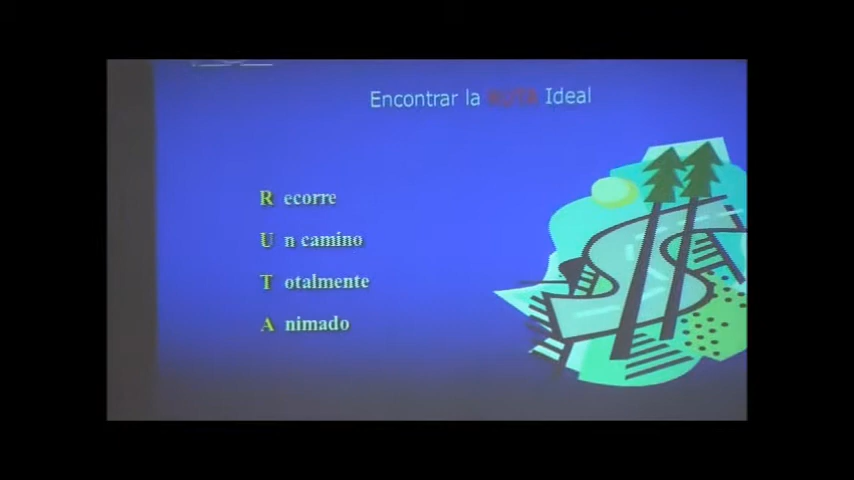 Encontrar la RUTA Ideal
R ecorre
U n camino
T otalmente
A nimado